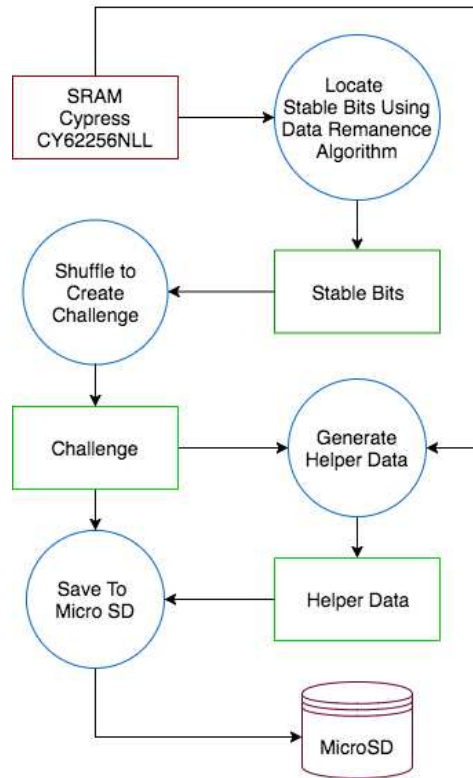 SRAM
Cypress
CY62256NLL
Locate
Stable Bits Using
Data Remanence
Algorithm
Shuffle to
Create
Challenge
Stable Bits
Challenge
Generate
Helper Data
Save To
Micro SD
Helper Data
MicroSD